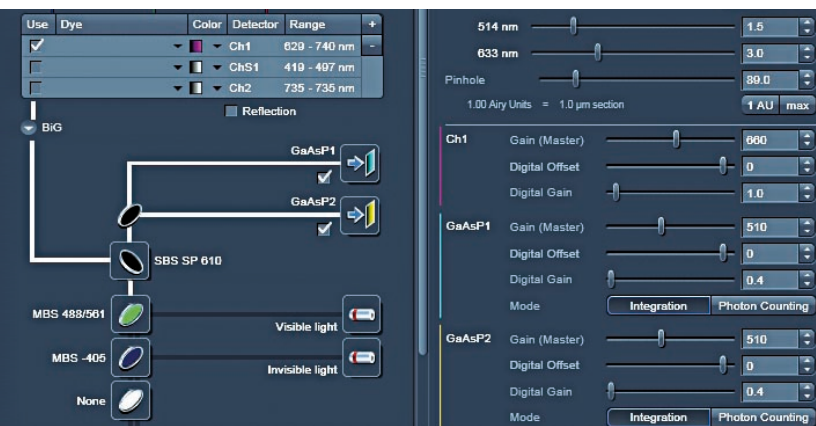 Use Dye Color Detector Range +
Ch1 629 - 740 nm -
ChS1 419 - 497 nm
Ch2 735 - 735 nm
Reflection
BiG
GaAsP1
GaAsP2
SBS SP 610
MBS 488/561
Visible light
MBS -405
Invisible light
None
514 nm 1.5
633 nm 3.0
Pinhole 89.0
1.00 Airy Units = 1.0 µm section 1 AU max
Ch1 Gain (Master) 660
Digital Offset 0
Digital Gain 1.0
GaAsP1 Gain (Master) 510
Digital Offset 0
Digital Gain 0.4
Mode Integration Photon Counting
GaAsP2 Gain (Master) 510
Digital Offset 0
Digital Gain 0.4
Mode Integration Photon Counting